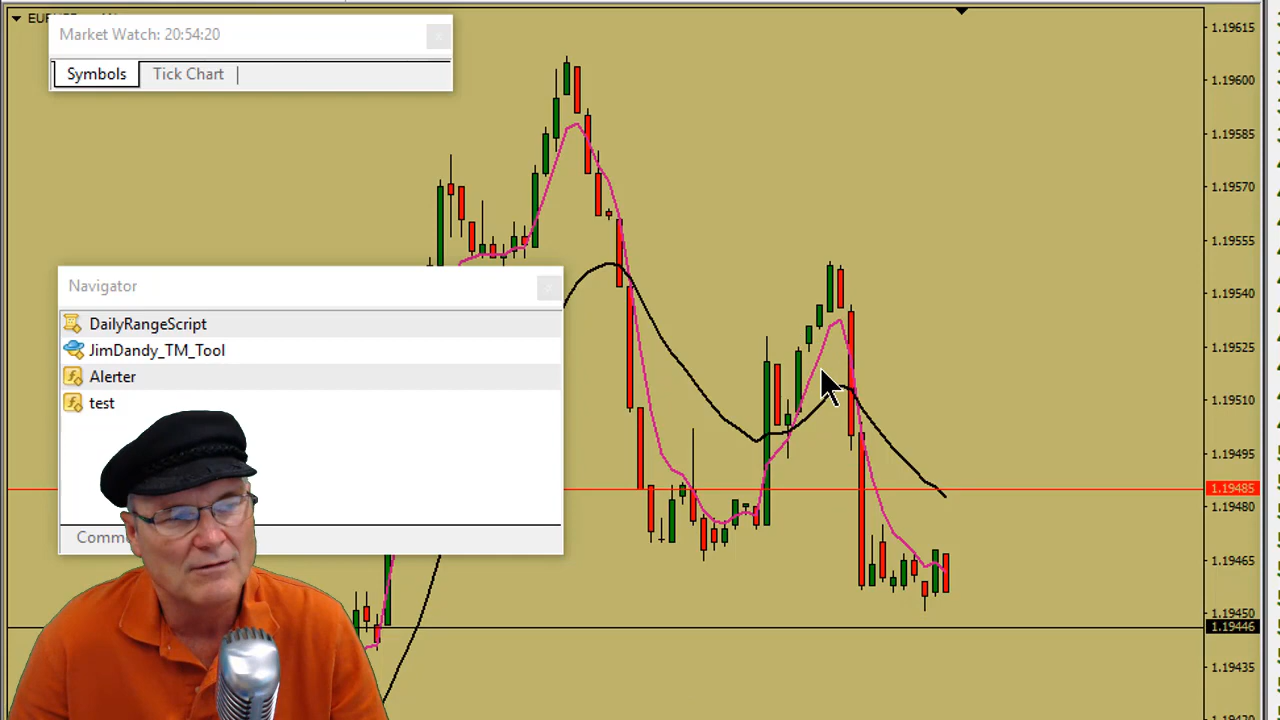 Market Watch: 20:54:20
Symbols
Tick Chart
Navigator
DailyRangeScript
JimDandy_TM_Tool
Alerter
test
1.19615
1.19600
1.19585
1.19570
1.19555
1.19540
1.19525
1.19510
1.19495
1.19485
1.19480
1.19465
1.19450
1.19446
1.19435